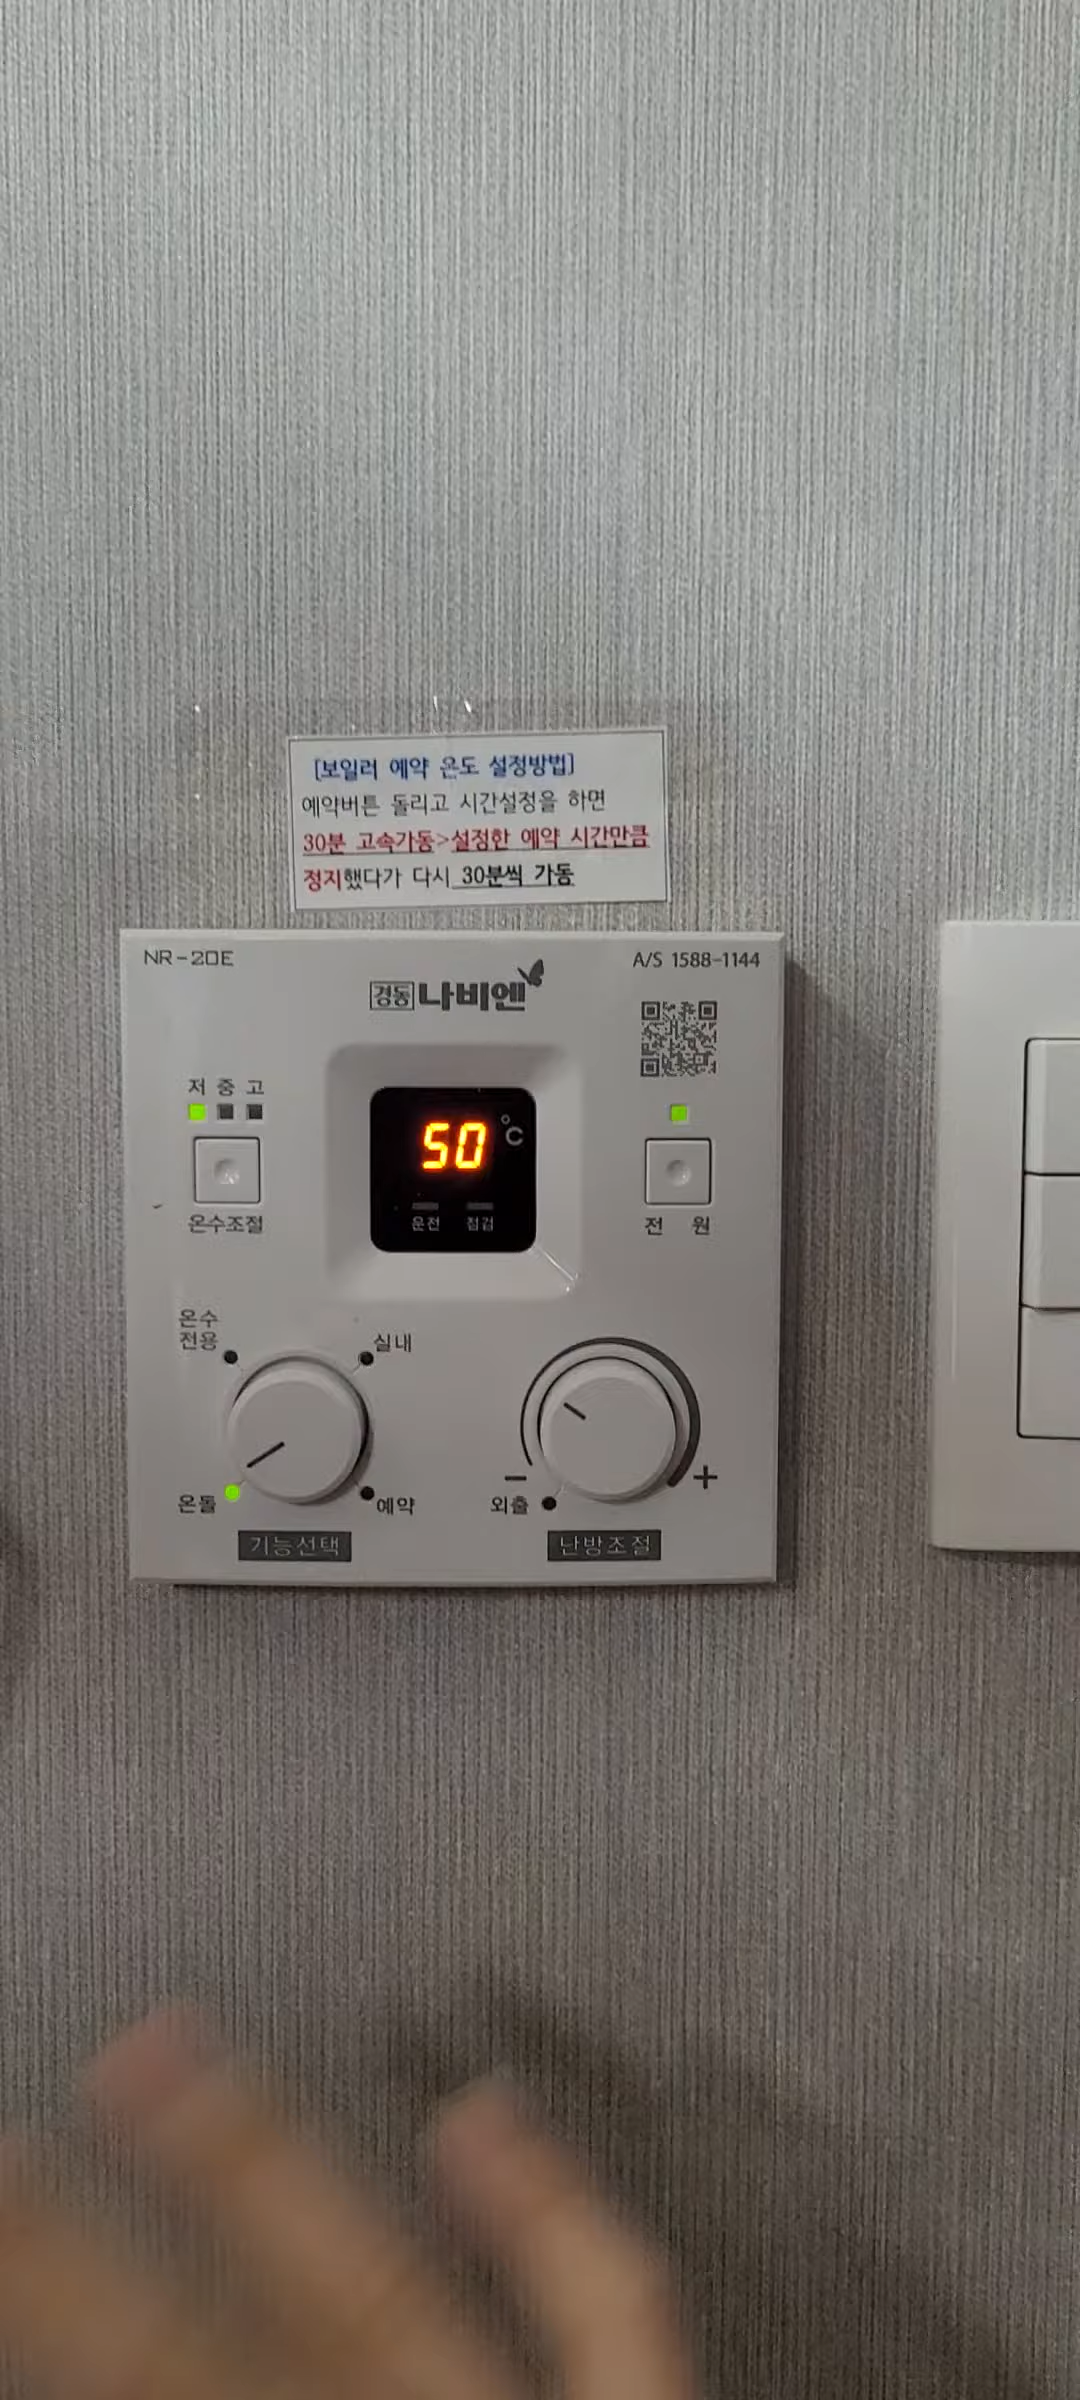 [보일러 예약 온도 설정방법]
예약버튼 돌리고 시간설정을 하면
30분 고속가동>설정한 예약 시간만큼
정지했다가 다시 30분씩 가동
NR-20E
A/S 1588-1144
경동 나비엔
저 중 고
50 °C
운전 점검
온수조절
전 원
온수
전용
실내
온돌
예약
기능선택
외출
난방조절